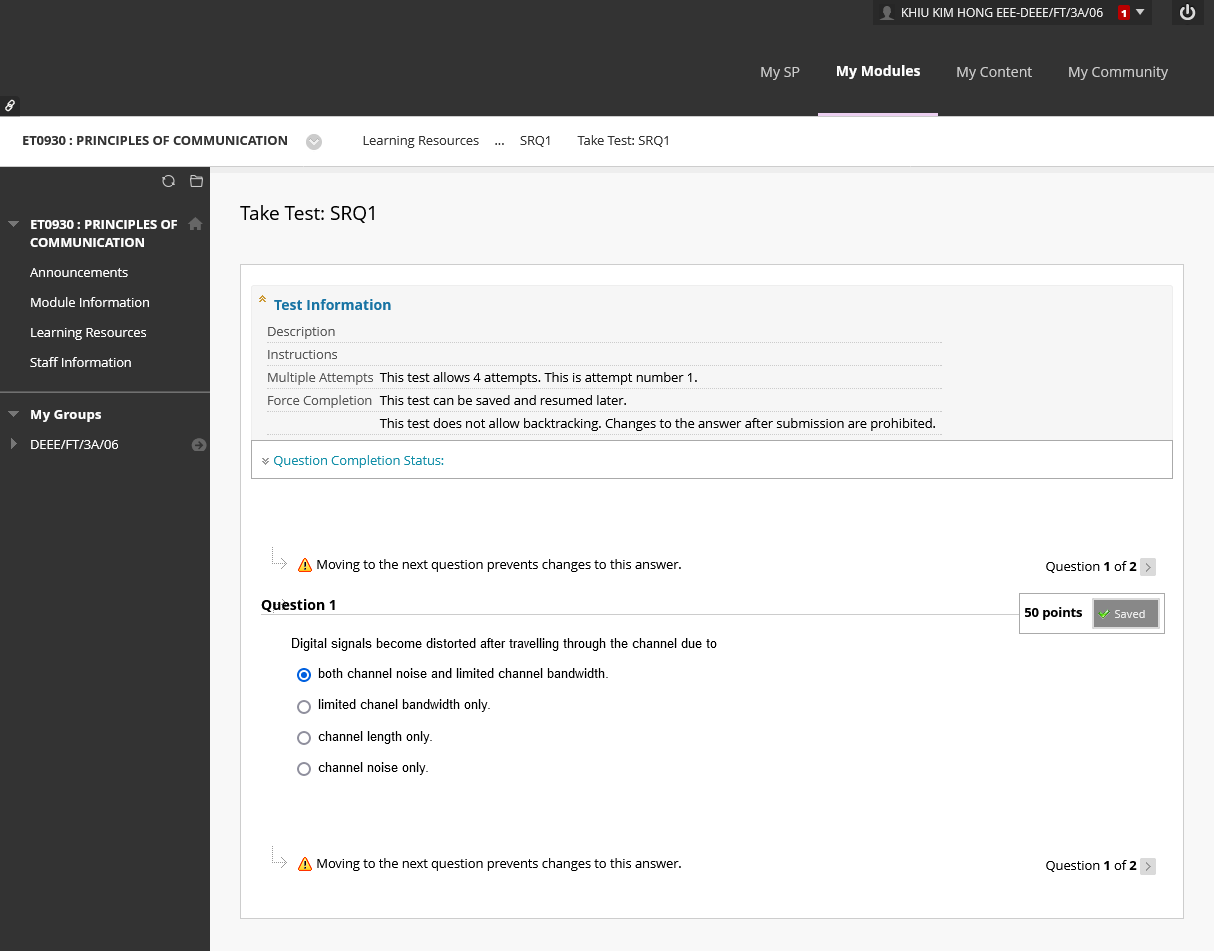 KHIU KIM HONG EEE-DEEE/FT/3A/06 1
My SP My Modules My Content My Community
ET0930 : PRINCIPLES OF COMMUNICATION Learning Resources ... SRQ1 Take Test: SRQ1
ET0930 : PRINCIPLES OF
COMMUNICATION
Announcements
Module Information
Learning Resources
Staff Information
My Groups
DEEE/FT/3A/06
Take Test: SRQ1
Test Information
Description
Instructions
Multiple Attempts This test allows 4 attempts. This is attempt number 1.
Force Completion This test can be saved and resumed later.
This test does not allow backtracking. Changes to the answer after submission are prohibited.
Question Completion Status:
Moving to the next question prevents changes to this answer. Question 1 of 2
Question 1
50 points Saved
Digital signals become distorted after travelling through the channel due to
both channel noise and limited channel bandwidth.
limited chanel bandwidth only.
channel length only.
channel noise only.
Moving to the next question prevents changes to this answer. Question 1 of 2